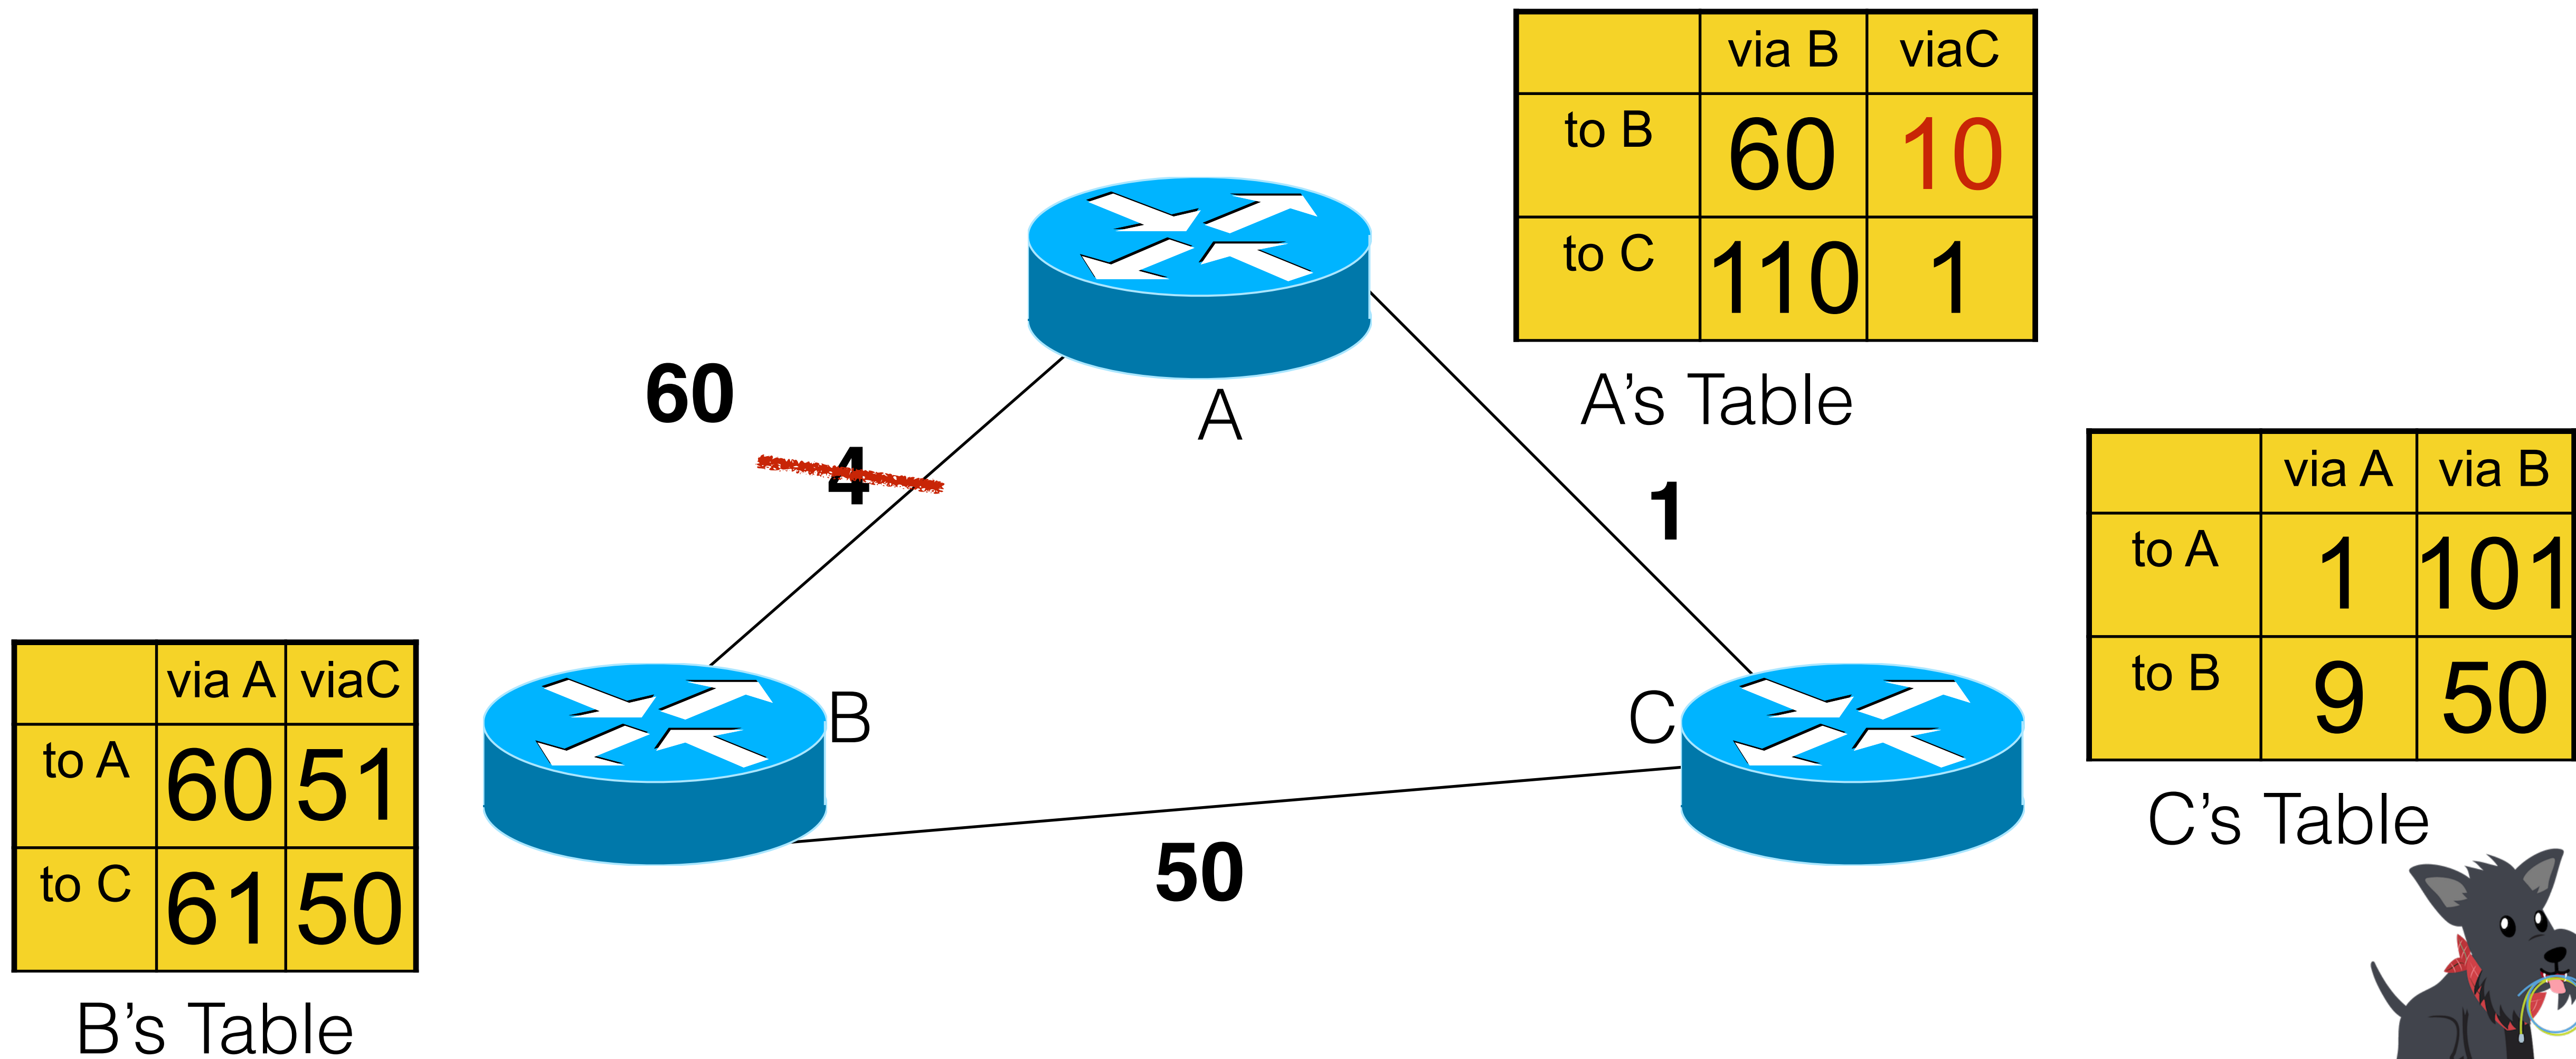 via B viaC
to B 60 10
to C 110 1
A's Table
60
4
A
1
via A via B
to A 1 101
to B 9 50
C's Table
via A viaC
to A 60 51
to C 61 50
B's Table
B
C
50